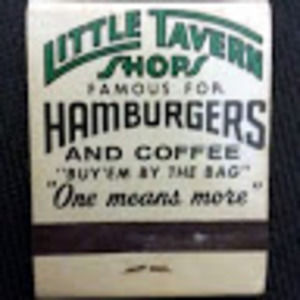 LITTLE TAVERN
SHOPS
FAMOUS FOR
HAMBURGERS
AND COFFEE
"BUY 'EM BY THE BAG"
"One means more"